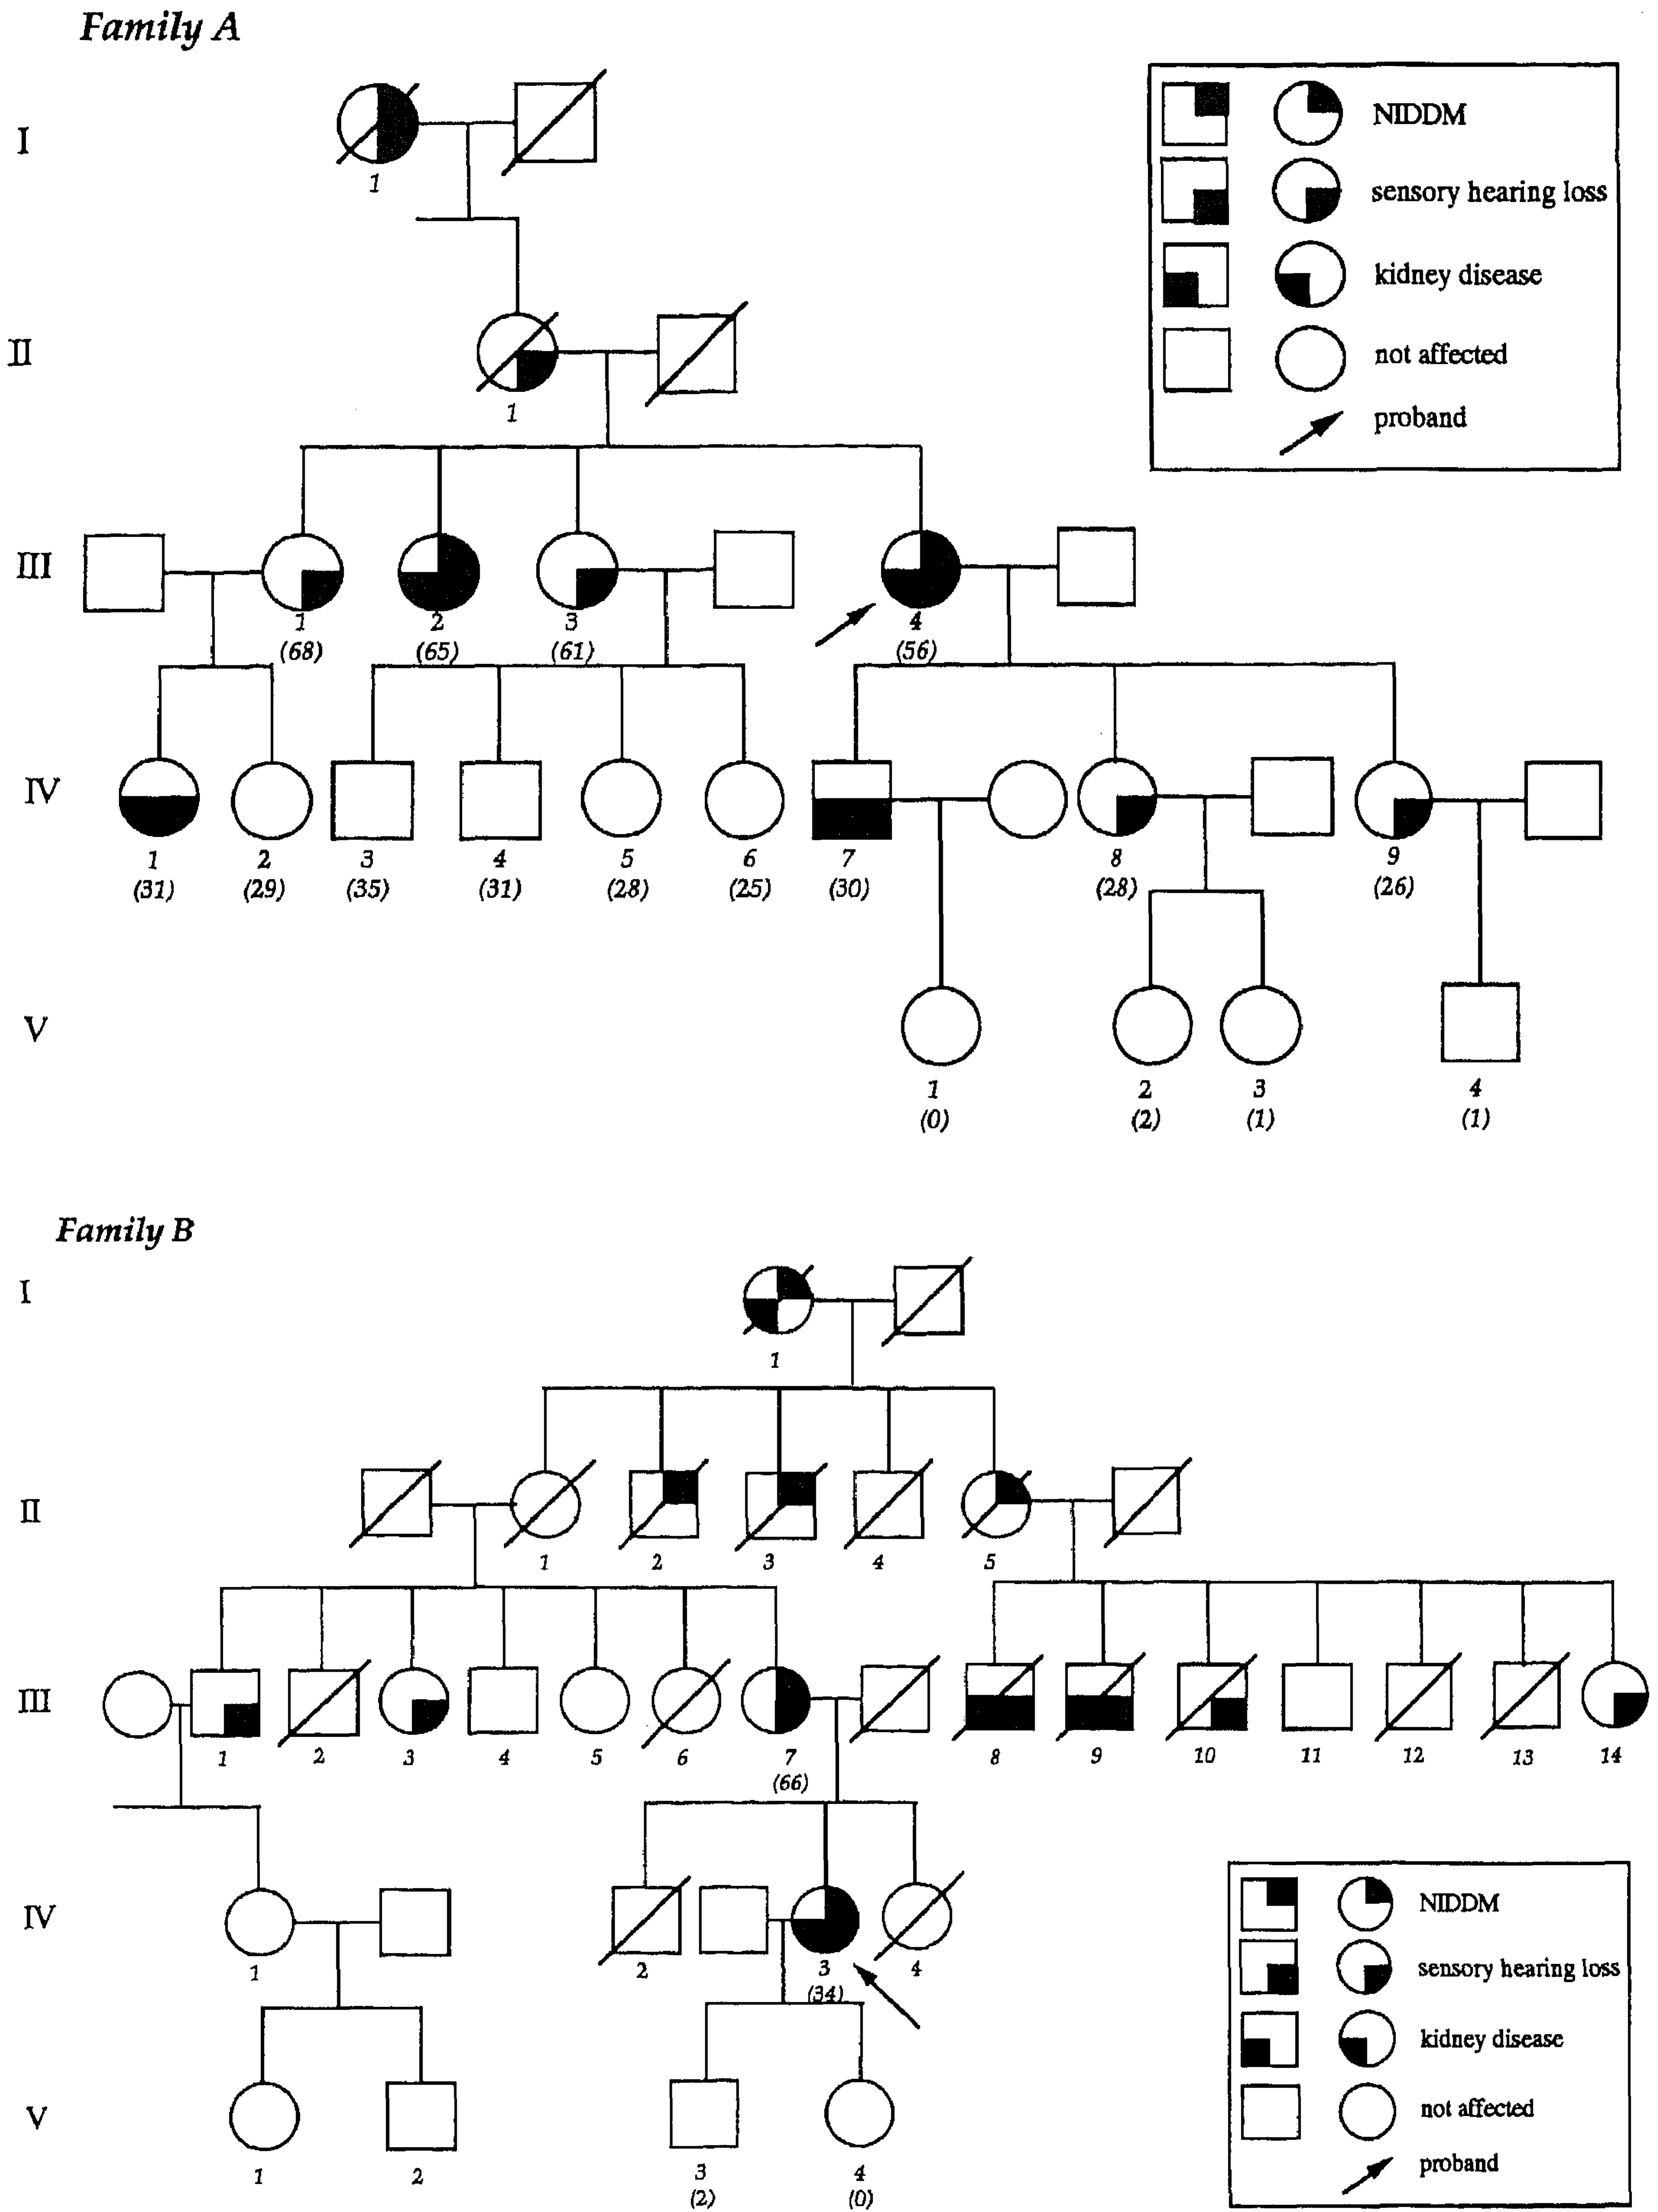 Family A
I
1
NIDDM
sensory hearing loss
kidney disease
not affected
proband
II
1
III
1 2 3 4
(68) (65) (61) (56)
IV
1 2 3 4 5 6 7 8 9
(31) (29) (35) (31) (28) (25) (30) (28) (26)
V
1 2 3 4
(0) (2) (1) (1)
Family B
I
1
II
1 2 3 4 5
III
1 2 3 4 5 6 7 8 9 10 11 12 13 14
(66)
IV
1 2 3 4
(34)
NIDDM
sensory hearing loss
kidney disease
not affected
proband
V
1 2 3 4
(2) (0)